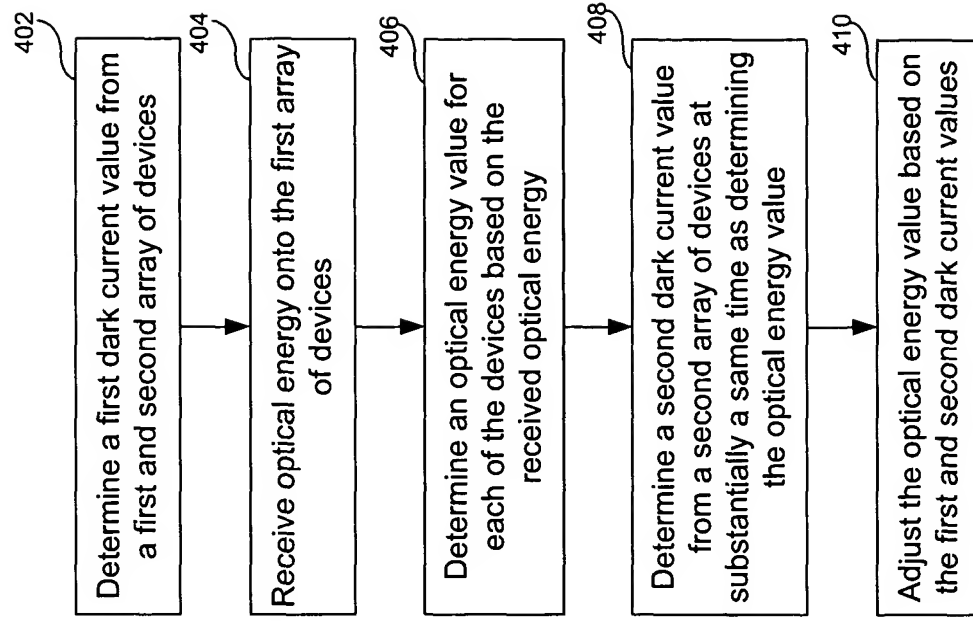 402
Determine a first dark current value from
a first and second array of devices
404
Receive optical energy onto the first array
of devices
406
Determine an optical energy value for
each of the devices based on the
received optical energy
408
Determine a second dark current value
from a second array of devices at
substantially a same time as determining
the optical energy value
410
Adjust the optical energy value based on
the first and second dark current values